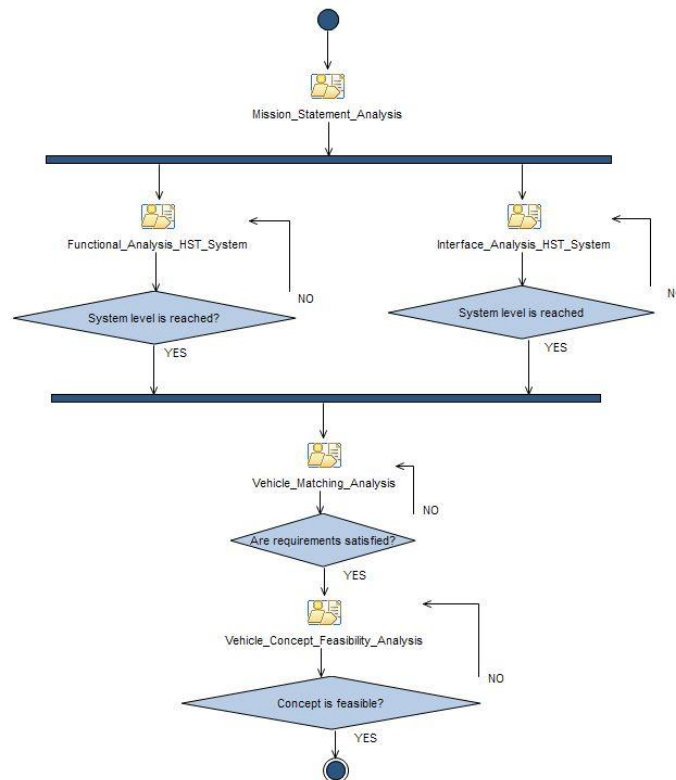 Mission_Statement_Analysis
Functional_Analysis_HST_System
Interface_Analysis_HST_System
NO
System level is reached?
System level is reached
YES
YES
Vehicle_Matching_Analysis
NO
Are requirements satisfied?
YES
Vehicle_Concept_Feasibility_Analysis
NO
Concept is feasible?
YES